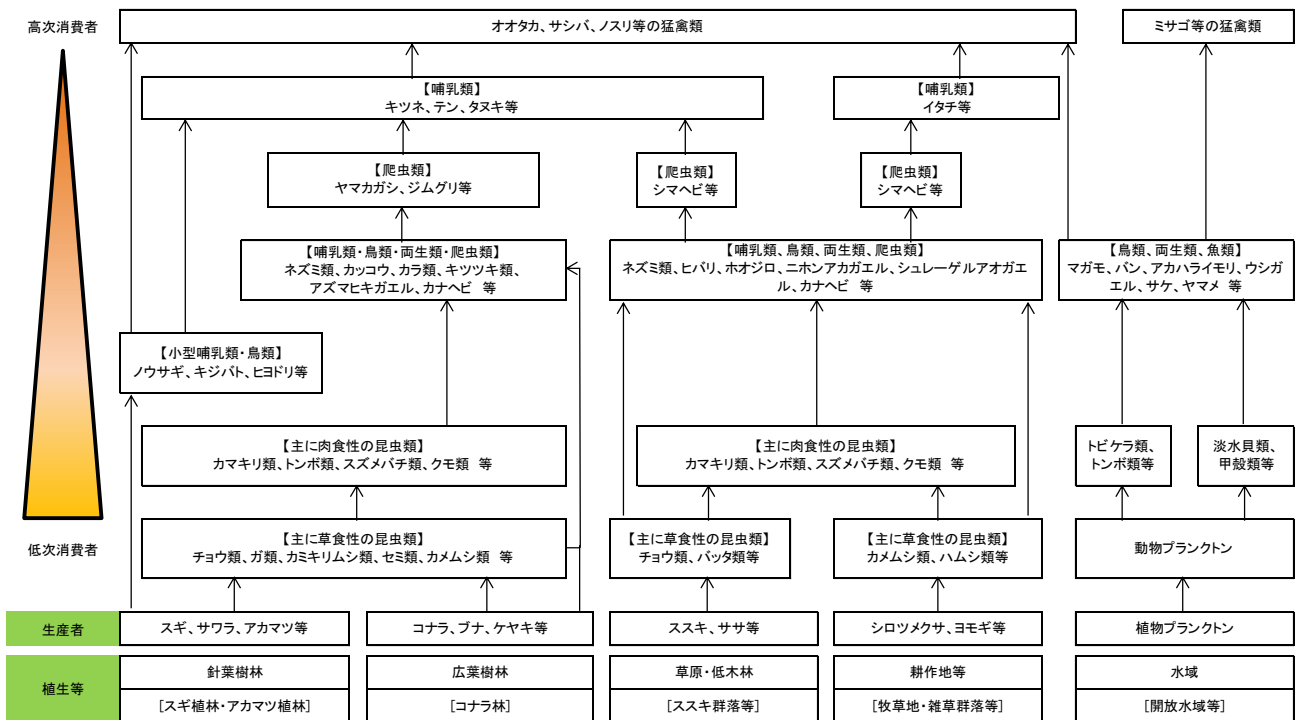 高次消費者
オオタカ、サシバ、ノスリ等の猛禽類
ミサゴ等の猛禽類
【哺乳類】
キツネ、テン、タヌキ等
【哺乳類】
イタチ等
【爬虫類】
ヤマカガシ、ジムグリ等
【爬虫類】
シマヘビ等
【爬虫類】
シマヘビ等
【哺乳類・鳥類・両生類・爬虫類】
ネズミ類、カッコウ、カラ類、キツツキ類、
アズマヒキガエル、カナヘビ 等
【哺乳類、鳥類、両生類、爬虫類】
ネズミ類、ヒバリ、ホオジロ、ニホンアカガエル、シュレーゲルアオガエ
ル、カナヘビ 等
【鳥類、両生類、魚類】
マガモ、バン、アカハライモリ、ウシガ
エル、サケ、ヤマメ 等
【小型哺乳類・鳥類】
ノウサギ、キジバト、ヒヨドリ等
【主に肉食性の昆虫類】
カマキリ類、トンボ類、スズメバチ類、クモ類 等
【主に肉食性の昆虫類】
カマキリ類、トンボ類、スズメバチ類、クモ類 等
トビケラ類、
トンボ類等
淡水貝類、
甲殻類等
低次消費者
【主に草食性の昆虫類】
チョウ類、ガ類、カミキリムシ類、セミ類、カメムシ類 等
【主に草食性の昆虫類】
チョウ類、バッタ類等
【主に草食性の昆虫類】
カメムシ類、ハムシ類等
動物プランクトン
生産者
スギ、サワラ、アカマツ等
コナラ、ブナ、ケヤキ等
ススキ、ササ等
シロツメクサ、ヨモギ等
植物プランクトン
植生等
針葉樹林
広葉樹林
草原・低木林
耕作地等
水域
[スギ植林・アカマツ植林]
[コナラ林]
[ススキ群落等]
[牧草地・雑草群落等]
[開放水域等]